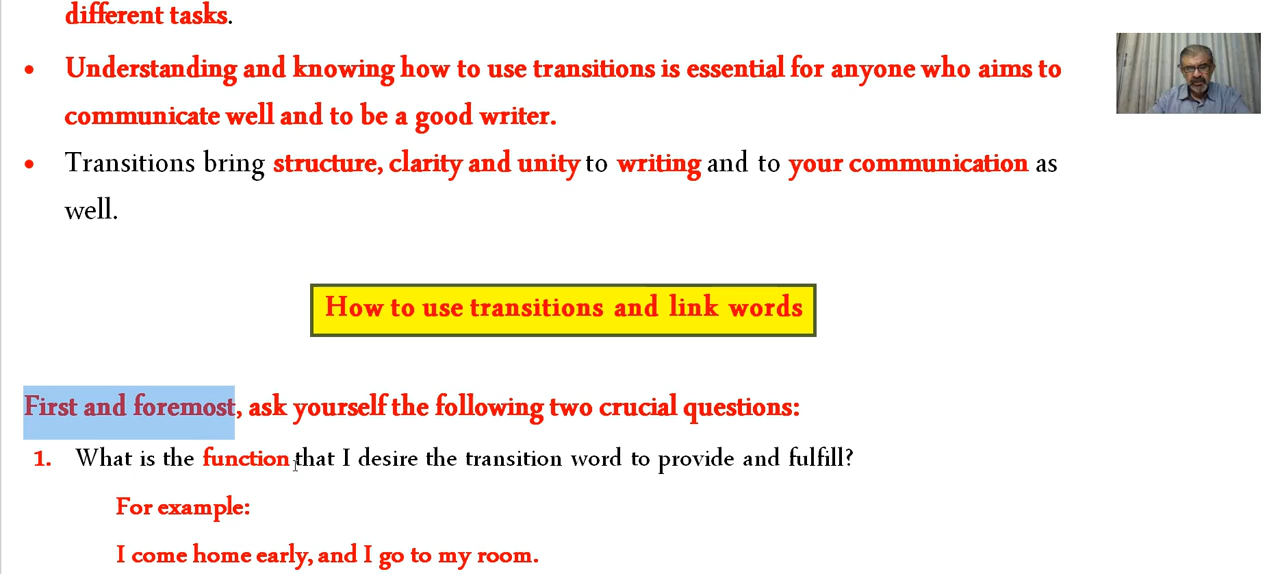 different tasks.
• Understanding and knowing how to use transitions is essential for anyone who aims to
communicate well and to be a good writer.
• Transitions bring structure, clarity and unity to writing and to your communication as
well.
How to use transitions and link words
First and foremost, ask yourself the following two crucial questions:
1. What is the function that I desire the transition word to provide and fulfill?
For example:
I come home early, and I go to my room.